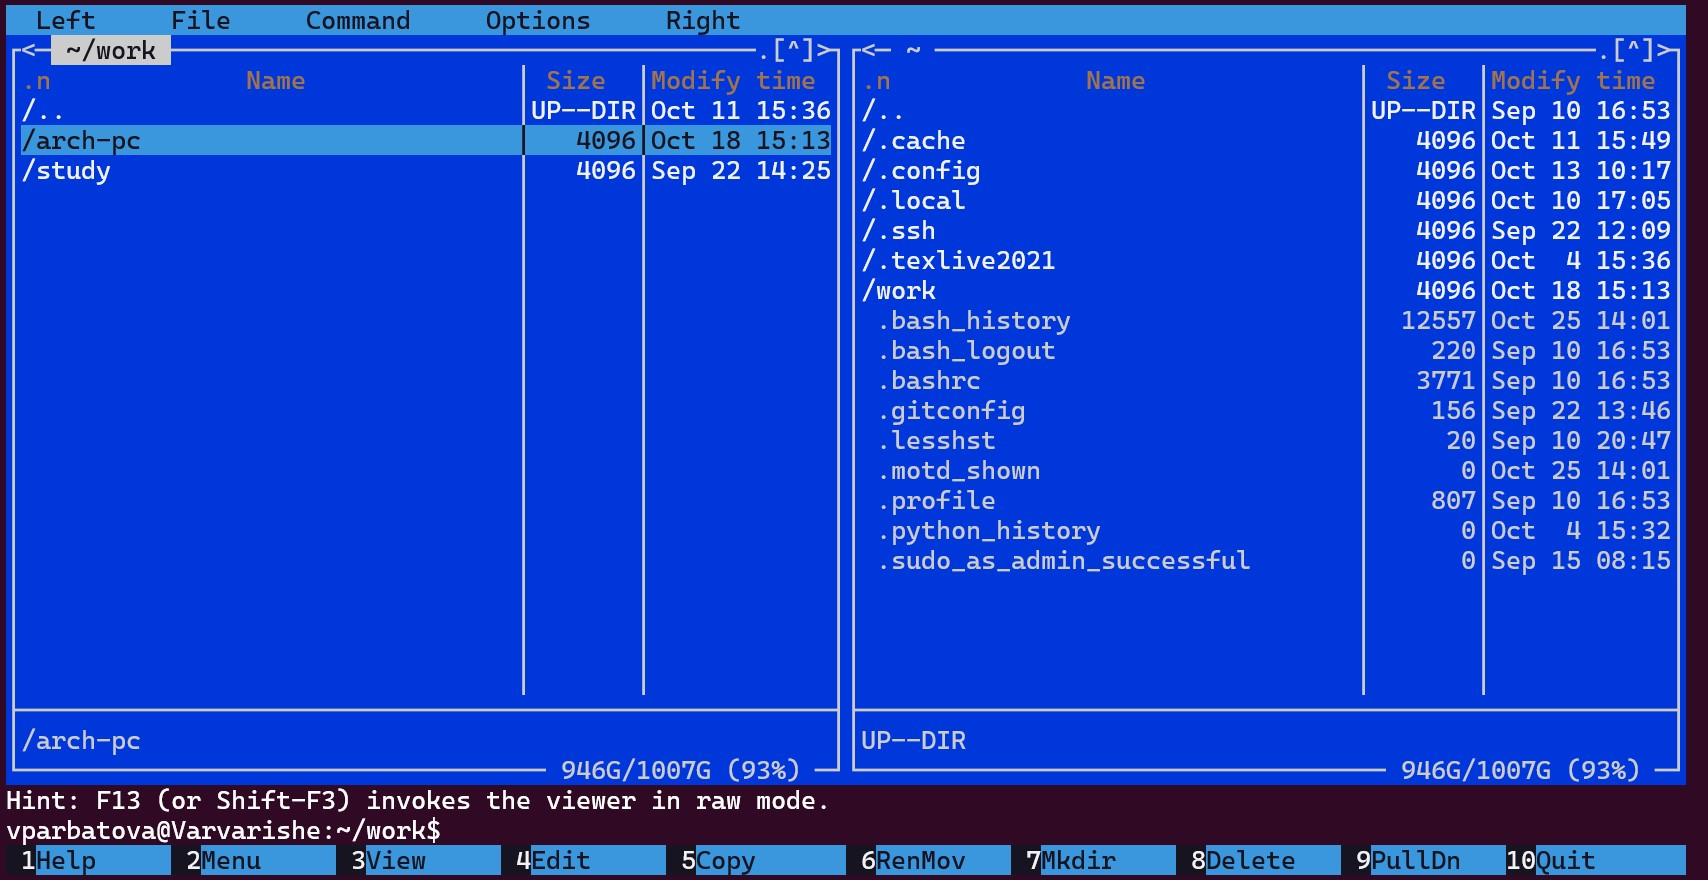 Left File Command Options Right
<─ ~/work .[^]>
.n Name Size Modify time
/.. UP--DIR Oct 11 15:36
/arch-pc 4096 Oct 18 15:13
/study 4096 Sep 22 14:25
/arch-pc
946G/1007G (93%)
<─ ~ .[^]>
.n Name Size Modify time
/.. UP--DIR Sep 10 16:53
/.cache 4096 Oct 11 15:49
/.config 4096 Oct 13 10:17
/.local 4096 Oct 10 17:05
/.ssh 4096 Sep 22 12:09
/.texlive2021 4096 Oct  4 15:36
/work 4096 Oct 18 15:13
.bash_history 12557 Oct 25 14:01
.bash_logout 220 Sep 10 16:53
.bashrc 3771 Sep 10 16:53
.gitconfig 156 Sep 22 13:46
.lesshst 20 Sep 10 20:47
.motd_shown 0 Oct 25 14:01
.profile 807 Sep 10 16:53
.python_history 0 Oct  4 15:32
.sudo_as_admin_successful 0 Sep 15 08:15
UP--DIR
946G/1007G (93%)
Hint: F13 (or Shift-F3) invokes the viewer in raw mode.
vparbatova@Varvarishe:~/work$
1Help 2Menu 3View 4Edit 5Copy 6RenMov 7Mkdir 8Delete 9PullDn 10Quit